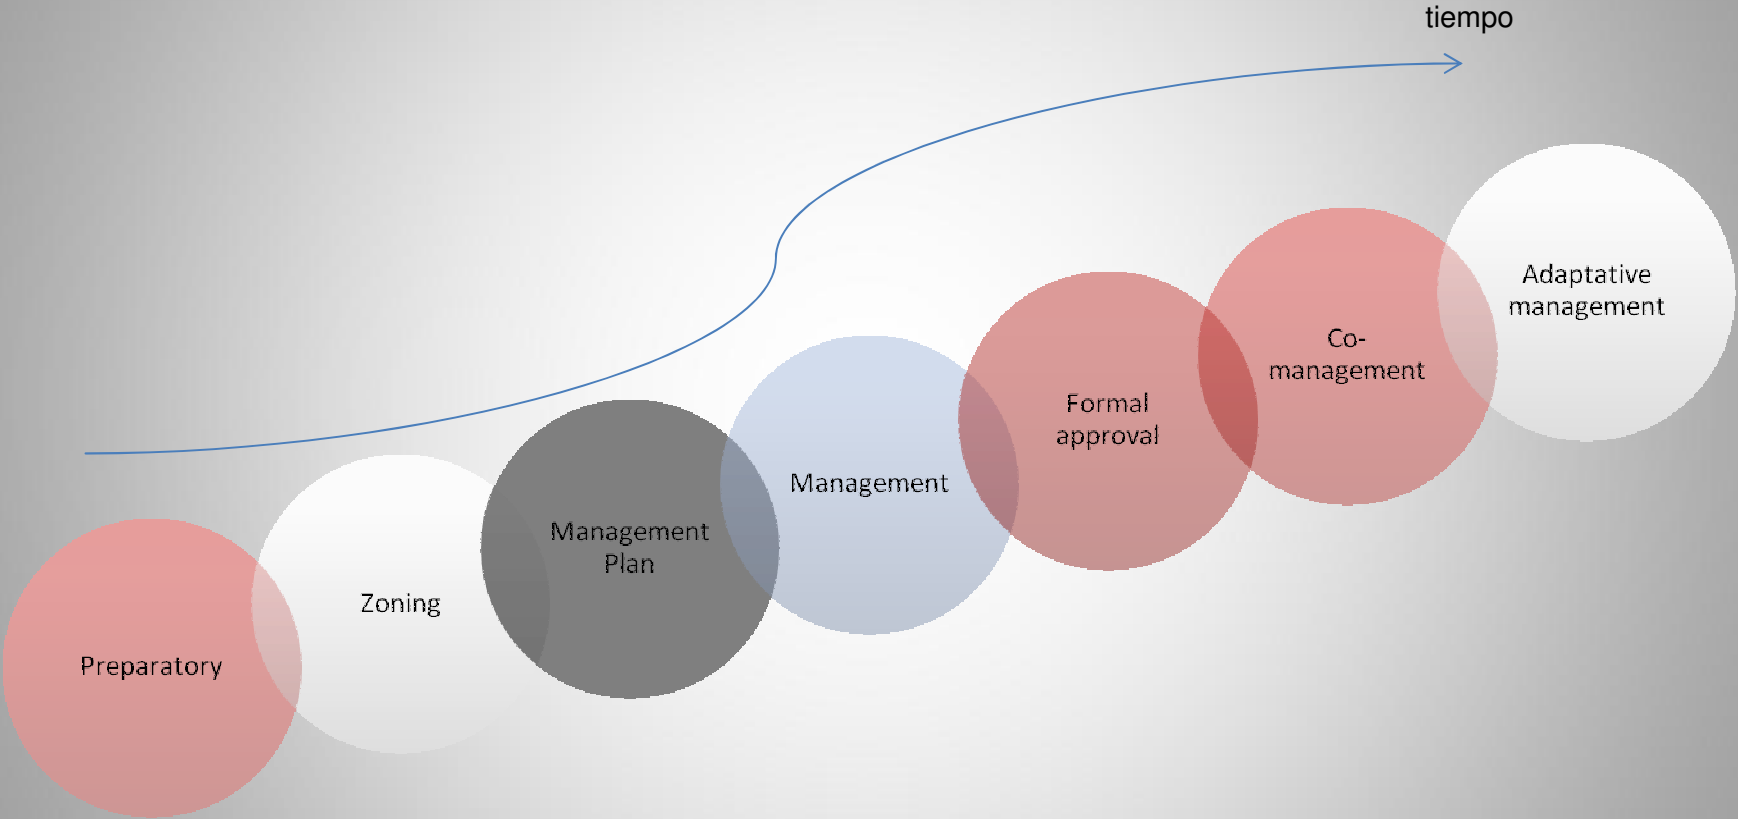 tiempo
Adaptative
management
Co-
management
Formal
approval
Management
Management
Plan
Zoning
Preparatory